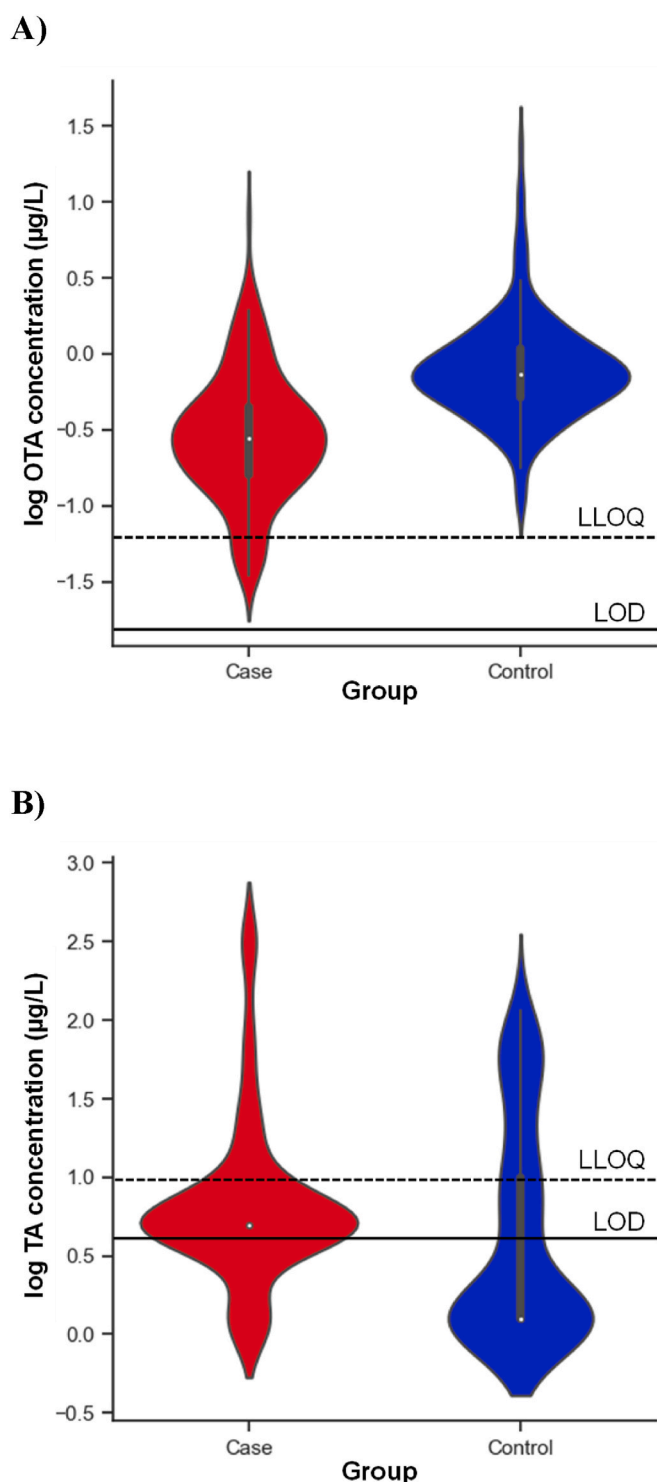 A)
log OTA concentration (µg/L)
1.5
1.0
0.5
0.0
−0.5
−1.0
−1.5
LLOQ
LOD
Case
Control
Group
B)
log TA concentration (µg/L)
3.0
2.5
2.0
1.5
1.0
0.5
0.0
−0.5
LLOQ
LOD
Case
Control
Group